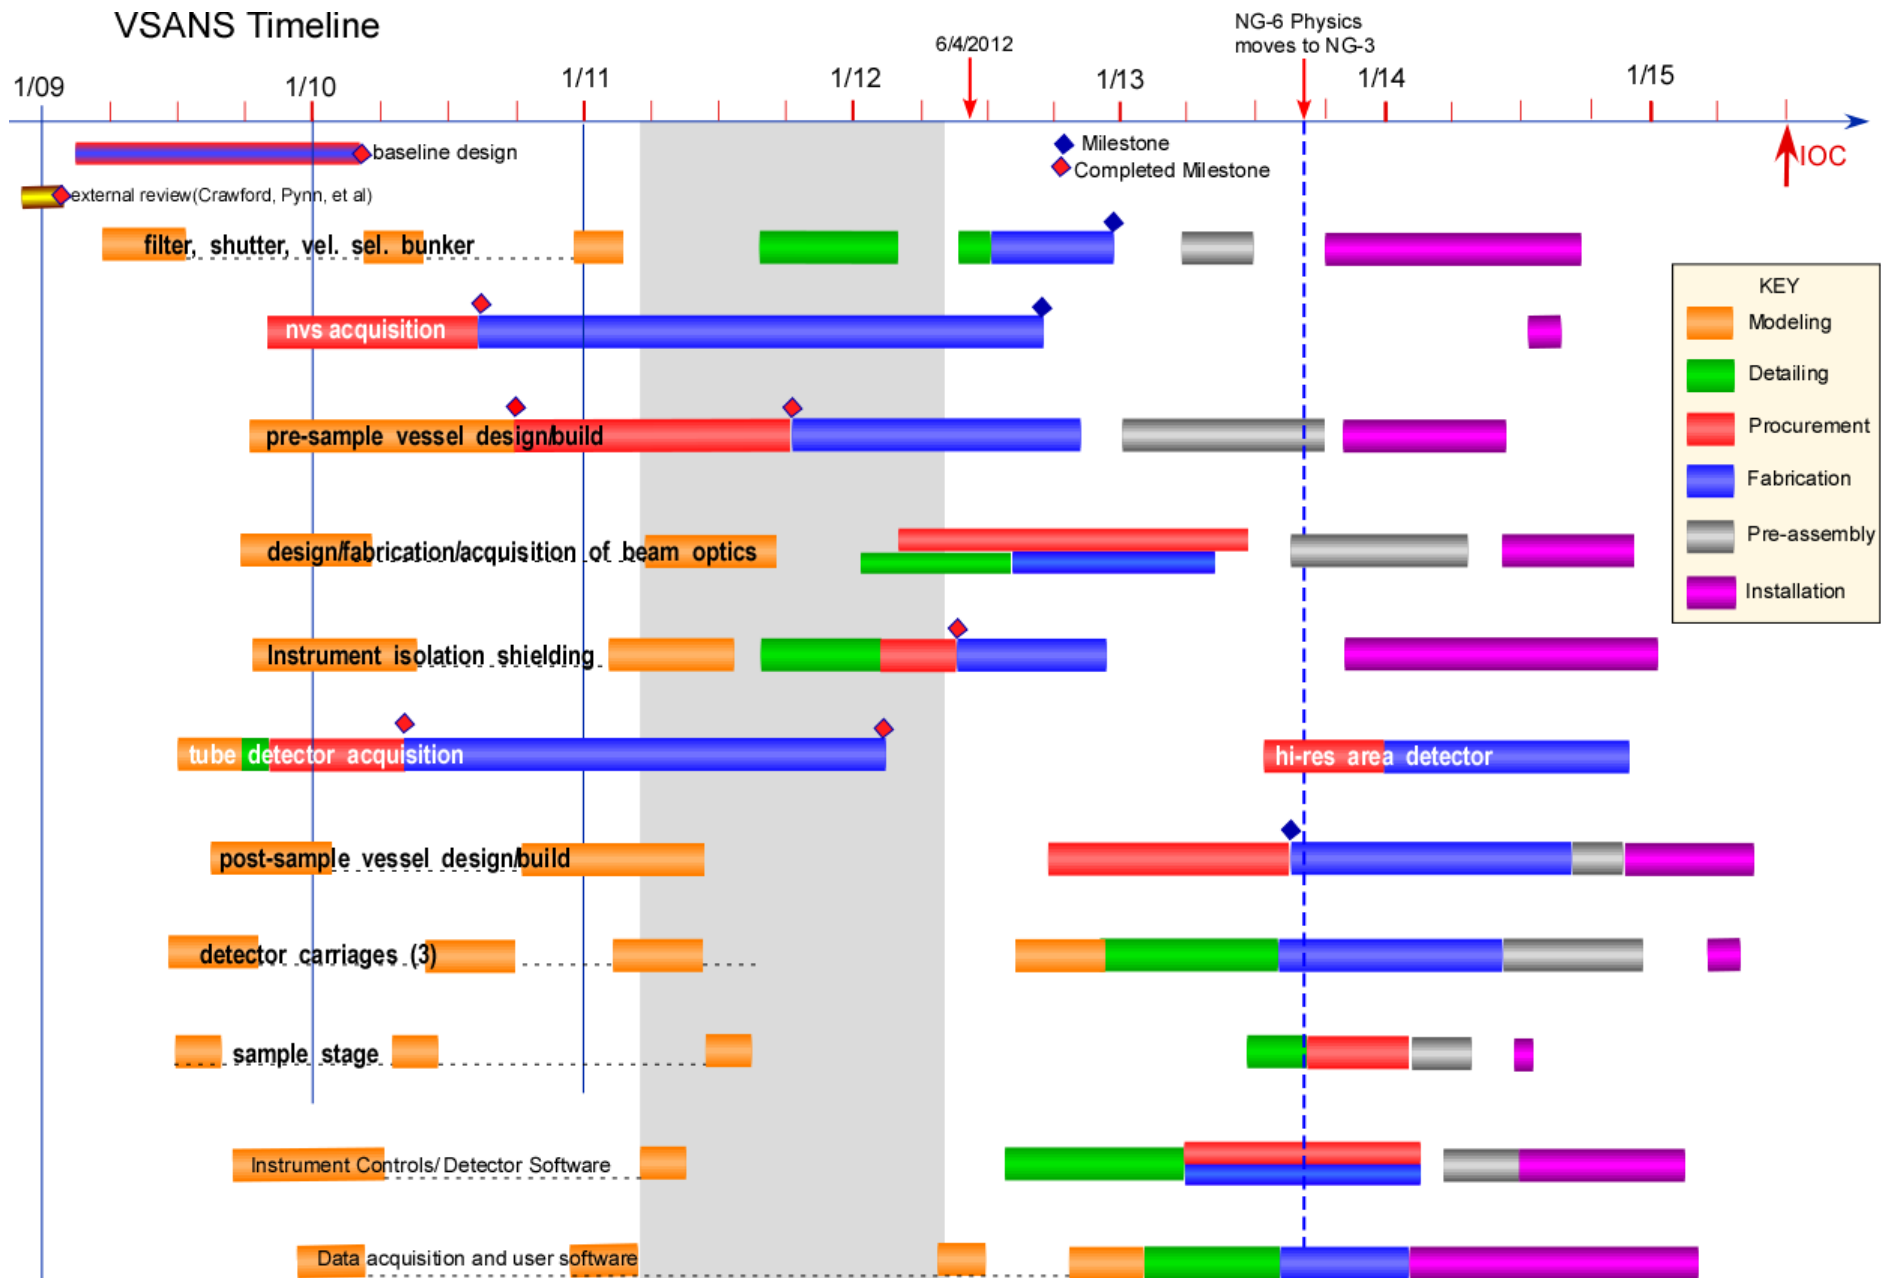 VSANS Timeline
NG-6 Physics
moves to NG-3
6/4/2012
1/09
1/10
1/11
1/12
1/13
1/14
1/15
baseline design
Milestone
Completed Milestone
IOC
external review(Crawford, Pynn, et al)
filter, shutter, vel. sel. bunker
KEY
Modeling
Detailing
Procurement
Fabrication
Pre-assembly
Installation
nvs acquisition
pre-sample vessel design/build
design/fabrication/acquisition of beam optics
Instrument isolation shielding
tube detector acquisition
hi-res area detector
post-sample vessel design/build
detector carriages (3)
sample stage
Instrument Controls/ Detector Software
Data acquisition and user software